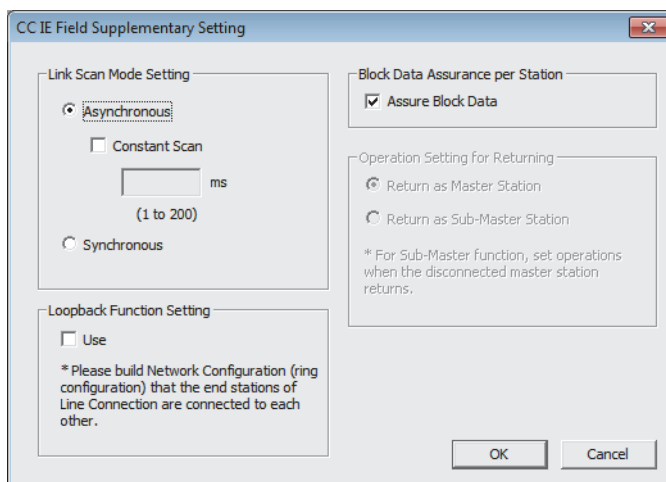 CC IE Field Supplementary Setting
Link Scan Mode Setting
Asynchronous
Constant Scan
ms
(1 to 200)
Synchronous
Loopback Function Setting
Use
* Please build Network Configuration (ring
configuration) that the end stations of
Line Connection are connected to each
other.
Block Data Assurance per Station
Assure Block Data
Operation Setting for Returning
Return as Master Station
Return as Sub-Master Station
* For Sub-Master function, set operations
when the disconnected master station
returns.
OK
Cancel